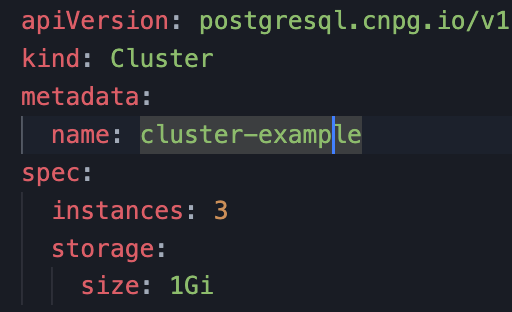 apiVersion: postgresql.cnpg.io/v1
kind: Cluster
metadata:
  name: cluster-example
spec:
  instances: 3
  storage:
    size: 1Gi